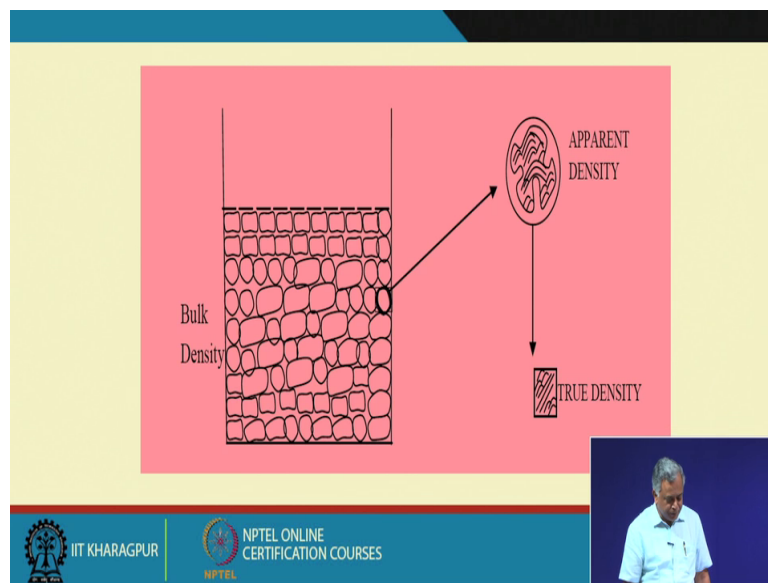 APPARENT
DENSITY
Bulk
Density
TRUE DENSITY
IIT KHARAGPUR
NPTEL
NPTEL ONLINE
CERTIFICATION COURSES